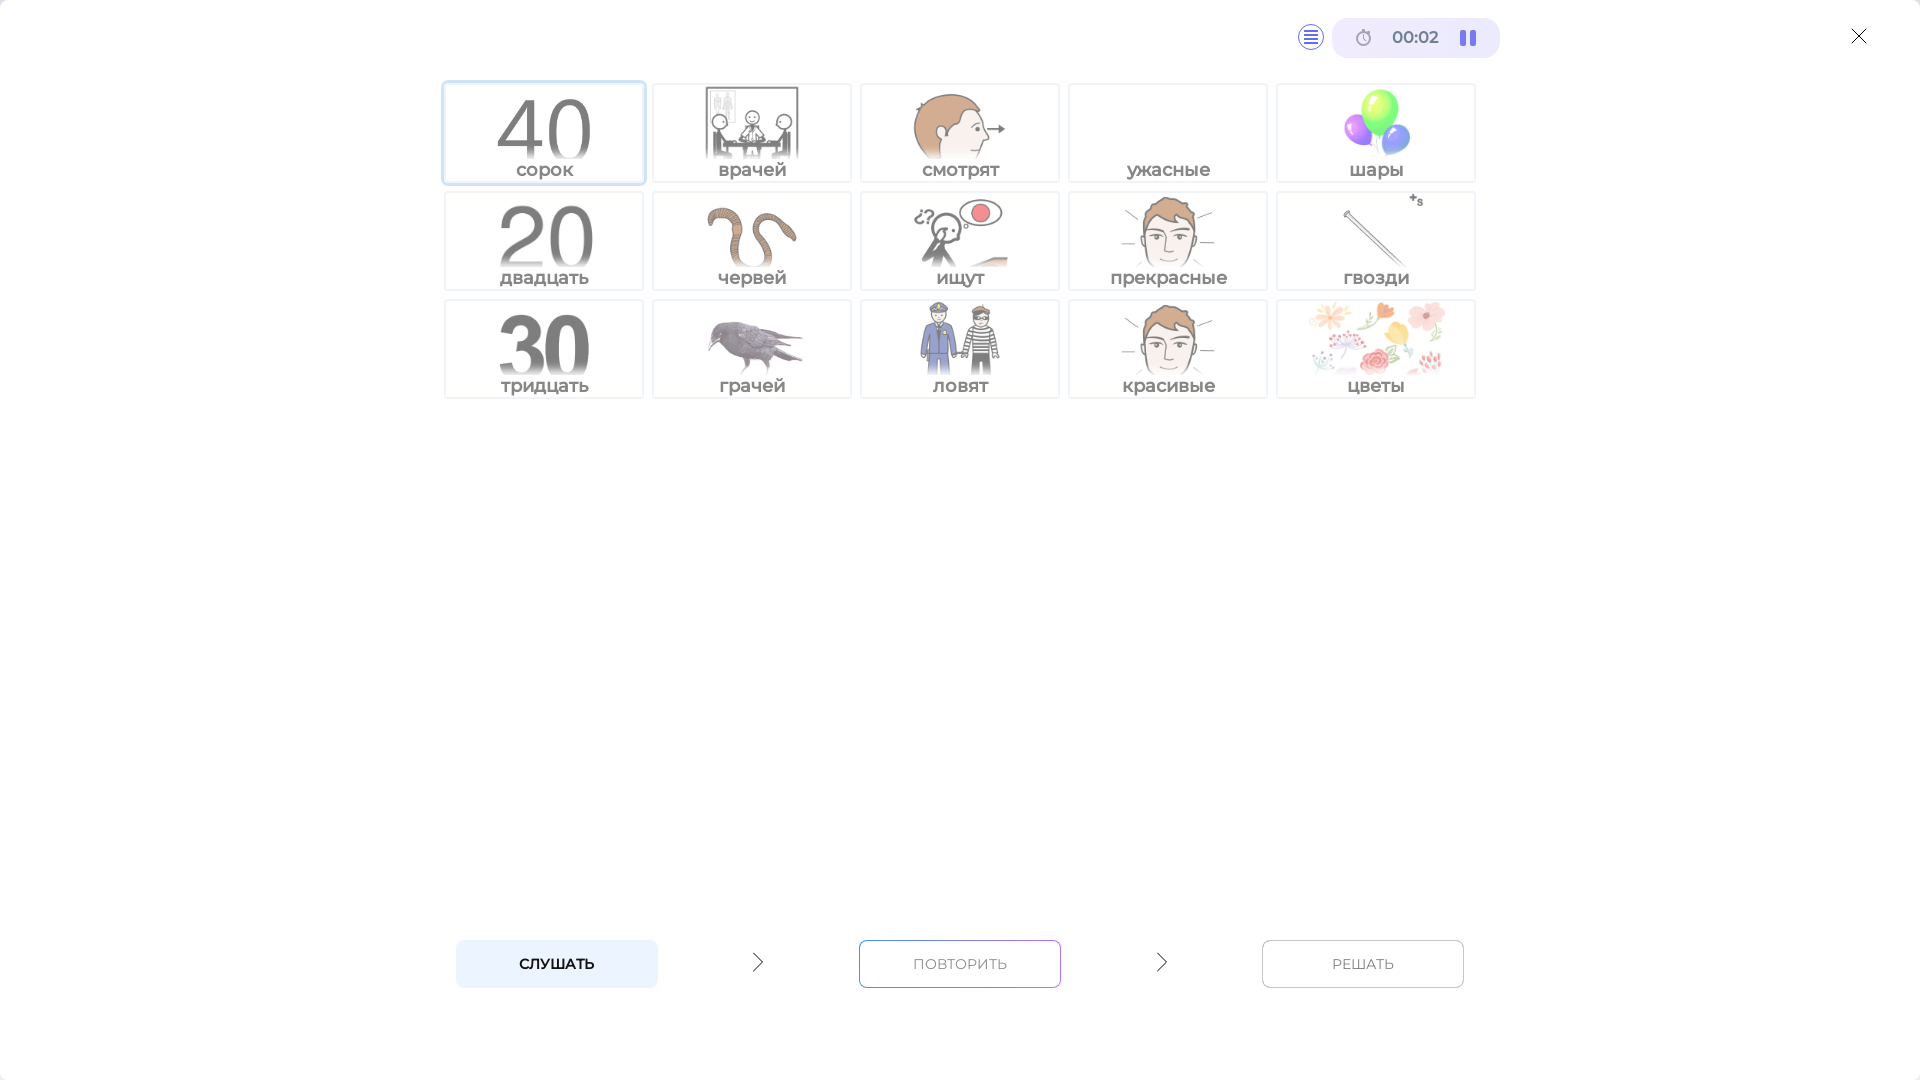 00:02
40
сорок
врачей
смотрят
ужасные
шары
20
двадцать
червей
¿?
ищут
прекрасные
+s
гвозди
30
тридцать
грачей
ловят
красивые
цветы
СЛУШАТЬ
ПОВТОРИТЬ
РЕШАТЬ